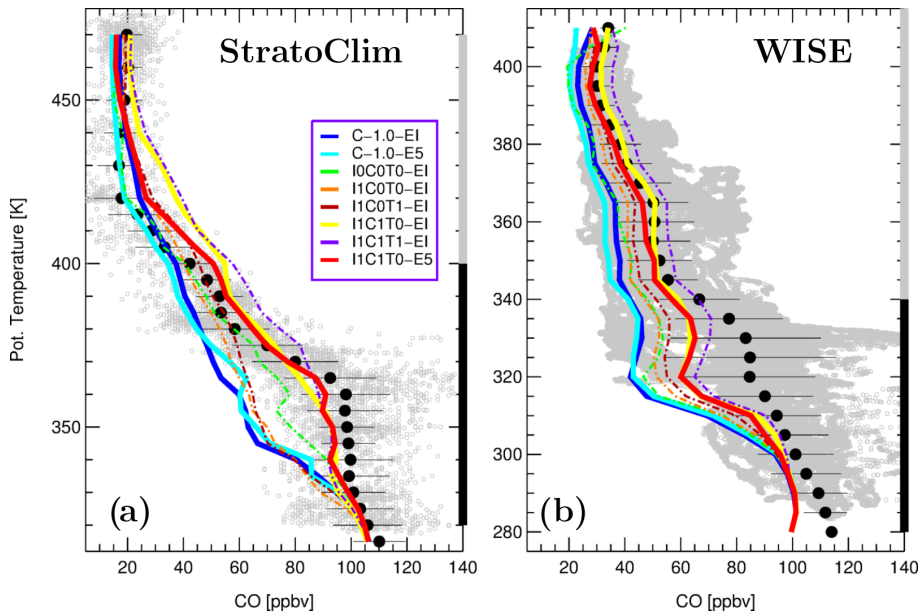 StratoClim
WISE
Pot. Temperature [K]
450
400
350
C-1.0-EI
C-1.0-E5
I0C0T0-EI
I1C0T0-EI
I1C0T1-EI
I1C1T0-EI
I1C1T1-EI
I1C1T0-E5
(a)
20 40 60 80 100 120 140
CO [ppbv]
Pot. Temperature [K]
400
380
360
340
320
300
280
(b)
20 40 60 80 100 120 140
CO [ppbv]